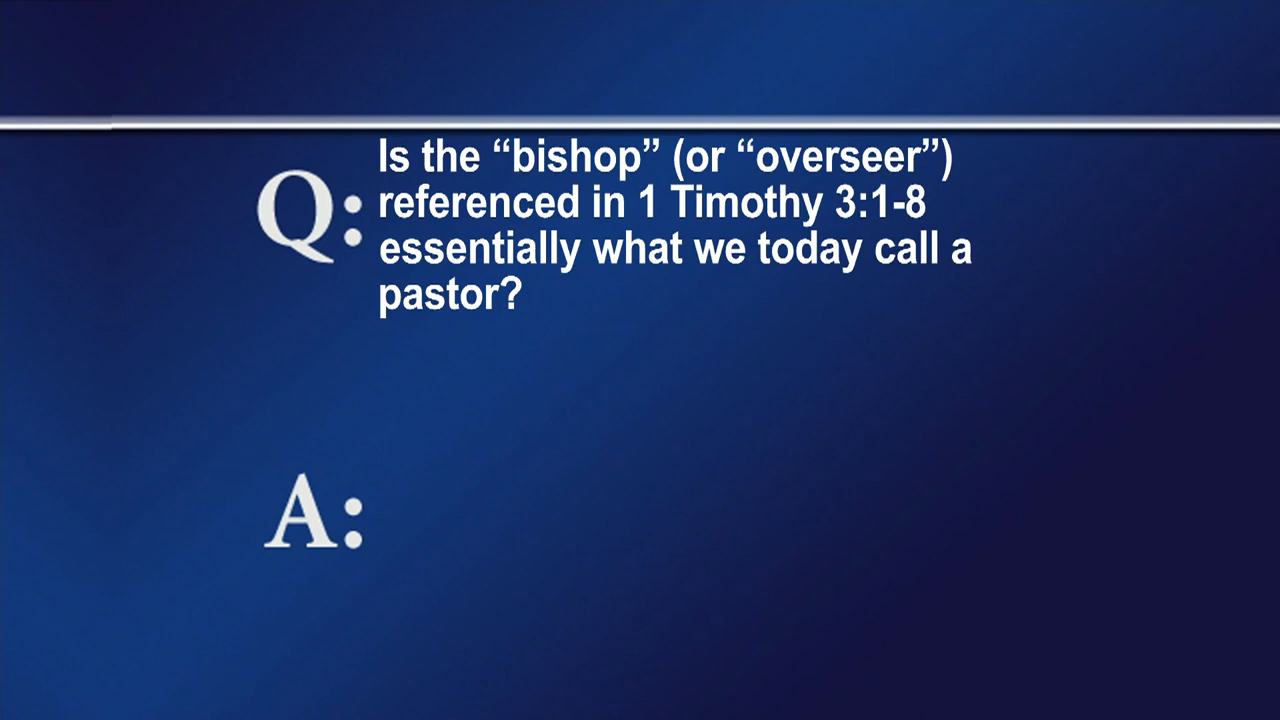 Q:
Is the “bishop” (or “overseer”)
referenced in 1 Timothy 3:1-8
essentially what we today call a
pastor?
A: